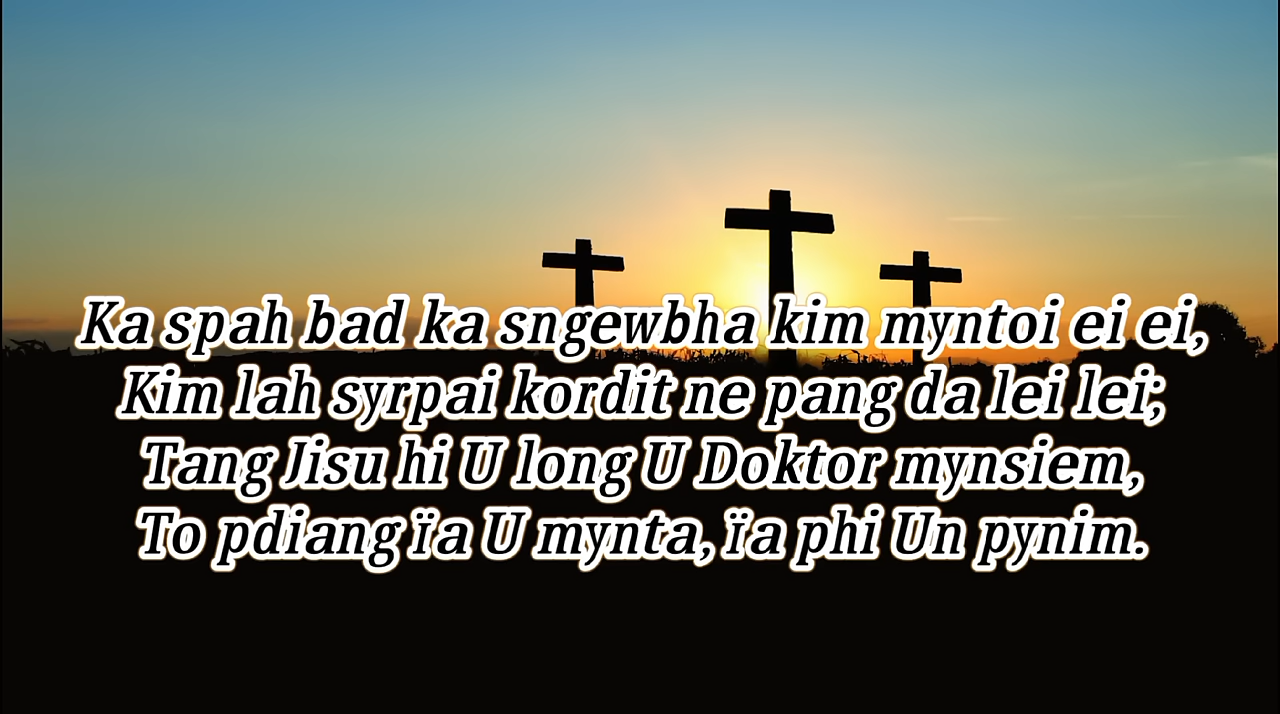 Ka spah bad ka sngewbha kim myntoi ei ei,
Kim lah syrpai kordit ne pang da lei lei;
Tang Jisu hi U long U Doktor mynsiem,
To pdiang ïa U mynta, ïa phi Un pynim.